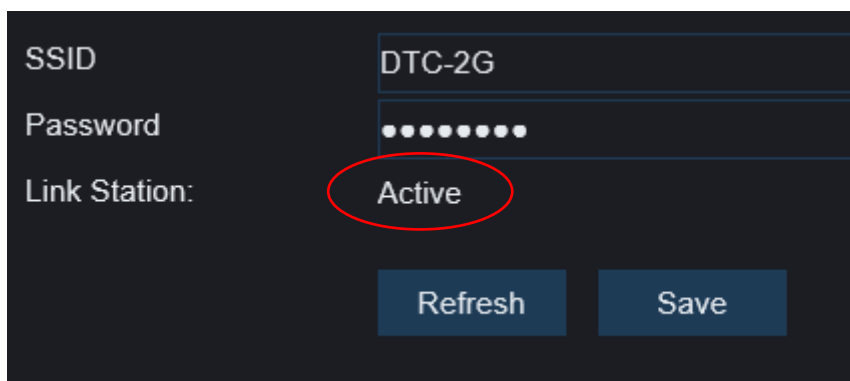 SSID DTC-2G
Password ●●●●●●●●
Link Station: Active
Refresh Save